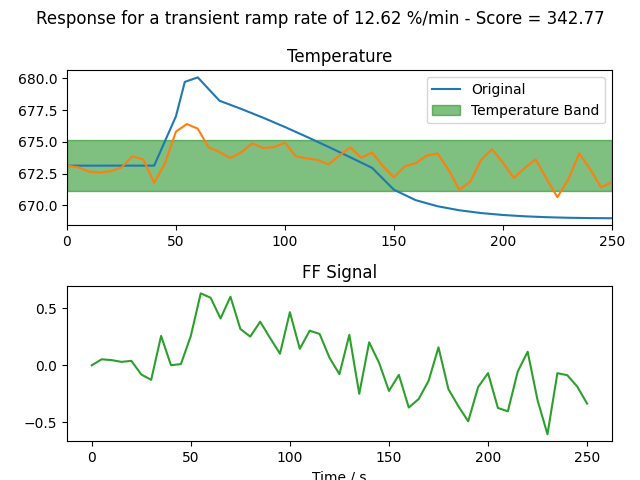 Response for a transient ramp rate of 12.62 %/min - Score = 342.77
Temperature
680.0
677.5
675.0
672.5
670.0
Original
Temperature Band
0 50 100 150 200 250
FF Signal
0.5
0.0
−0.5
0 50 100 150 200 250
Time / s